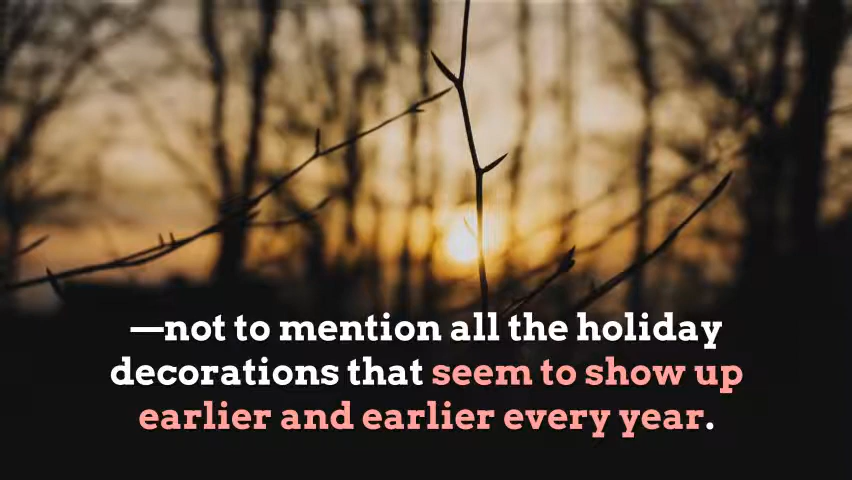 —not to mention all the holiday
decorations that seem to show up
earlier and earlier every year.